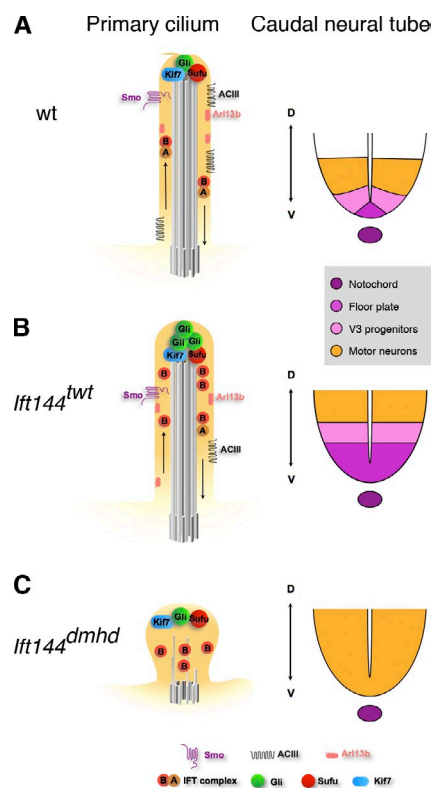 A Primary cilium Caudal neural tube
wt
Gli
Kif7 Sufu
Smo
ACIII
Arl13b
B
A
B
A
D
V
Notochord
Floor plate
V3 progenitors
Motor neurons
B
Ift144twt
Gli
Gli Gli
Kif7 Sufu
B B
B
Smo
Arl13b
B B
A
ACIII
D
V
C
Ift144dmhd
Kif7 Gli Sufu
B B
B
D
V
Smo ACIII Arl13b
B A IFT complex Gli Sufu Kif7